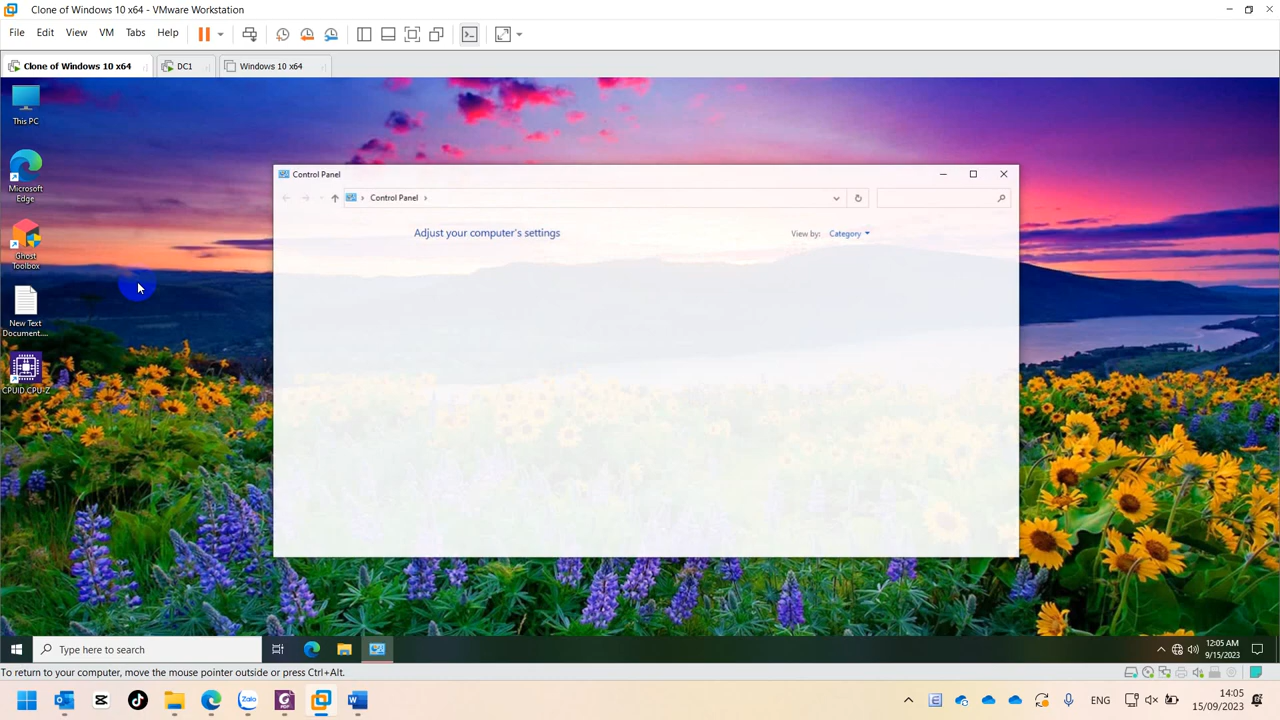 Clone of Windows 10 x64 - VMware Workstation
File Edit View VM Tabs Help
Clone of Windows 10 x64 DC1 Windows 10 x64
This PC
Microsoft
Edge
Ghost
Toolbox
New Text
Document....
CPUID CPU-Z
Control Panel
Control Panel
Adjust your computer's settings
View by: Category
Type here to search
12:05 AM
9/15/2023
To return to your computer, move the mouse pointer outside or press Ctrl+Alt.
Zalo
PDF
ENG
14:05
15/09/2023